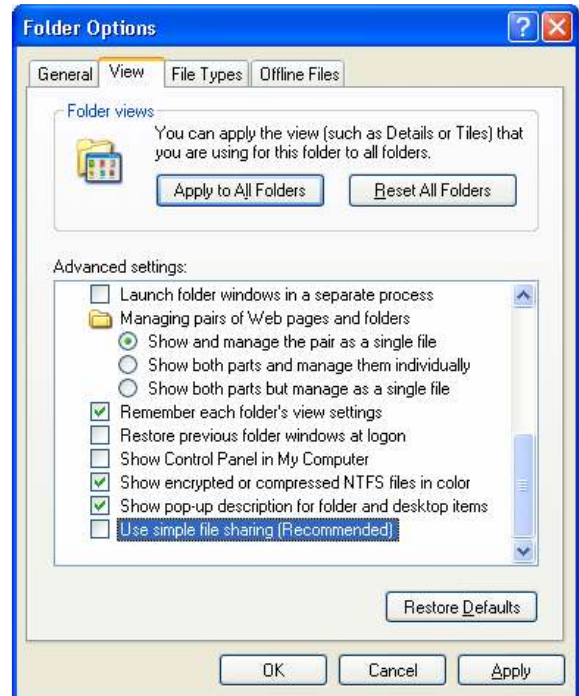 Folder Options
General View File Types Offline Files
Folder views
You can apply the view (such as Details or Tiles) that
you are using for this folder to all folders.
Apply to All Folders Reset All Folders
Advanced settings:
Launch folder windows in a separate process
Managing pairs of Web pages and folders
Show and manage the pair as a single file
Show both parts and manage them individually
Show both parts but manage as a single file
Remember each folder's view settings
Restore previous folder windows at logon
Show Control Panel in My Computer
Show encrypted or compressed NTFS files in color
Show pop-up description for folder and desktop items
Use simple file sharing (Recommended)
Restore Defaults
OK Cancel Apply